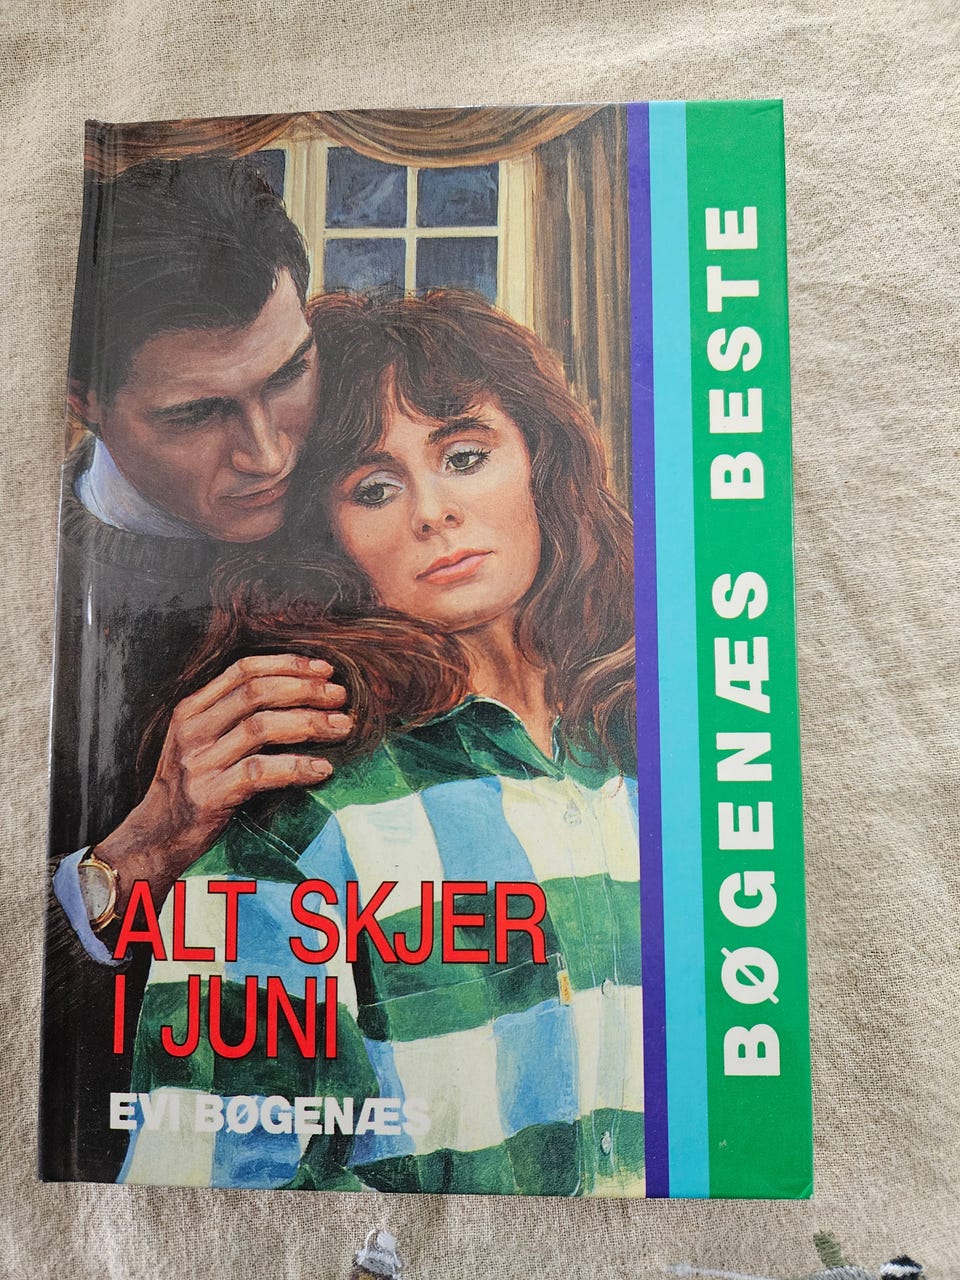 ALT SKJER
I JUNI
EVI BØGENÆS
BØGENÆS BESTE